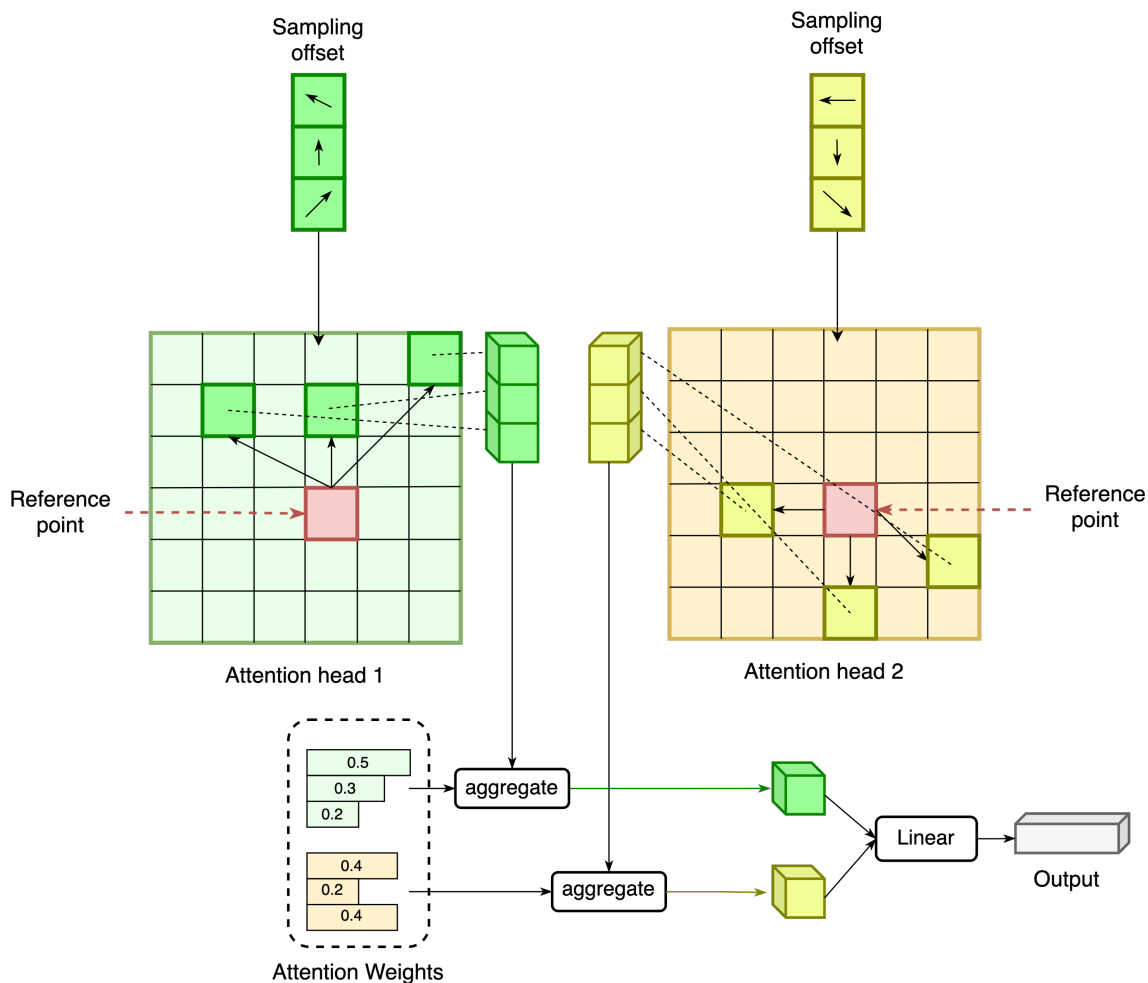 Sampling
offset
Sampling
offset
Reference
point
Reference
point
Attention head 1
Attention head 2
0.5
0.3
0.2
aggregate
0.4
0.2
0.4
aggregate
Linear
Output
Attention Weights